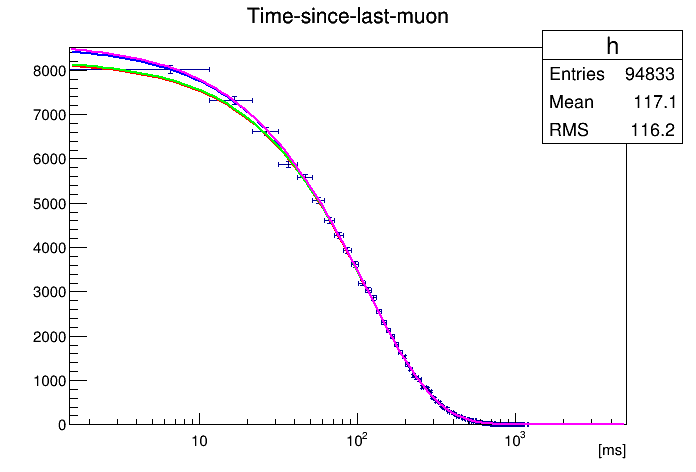 Time-since-last-muon
h
Entries 94833
Mean 117.1
RMS 116.2
8000
7000
6000
5000
4000
3000
2000
1000
0
10 10² 10³
[ms]